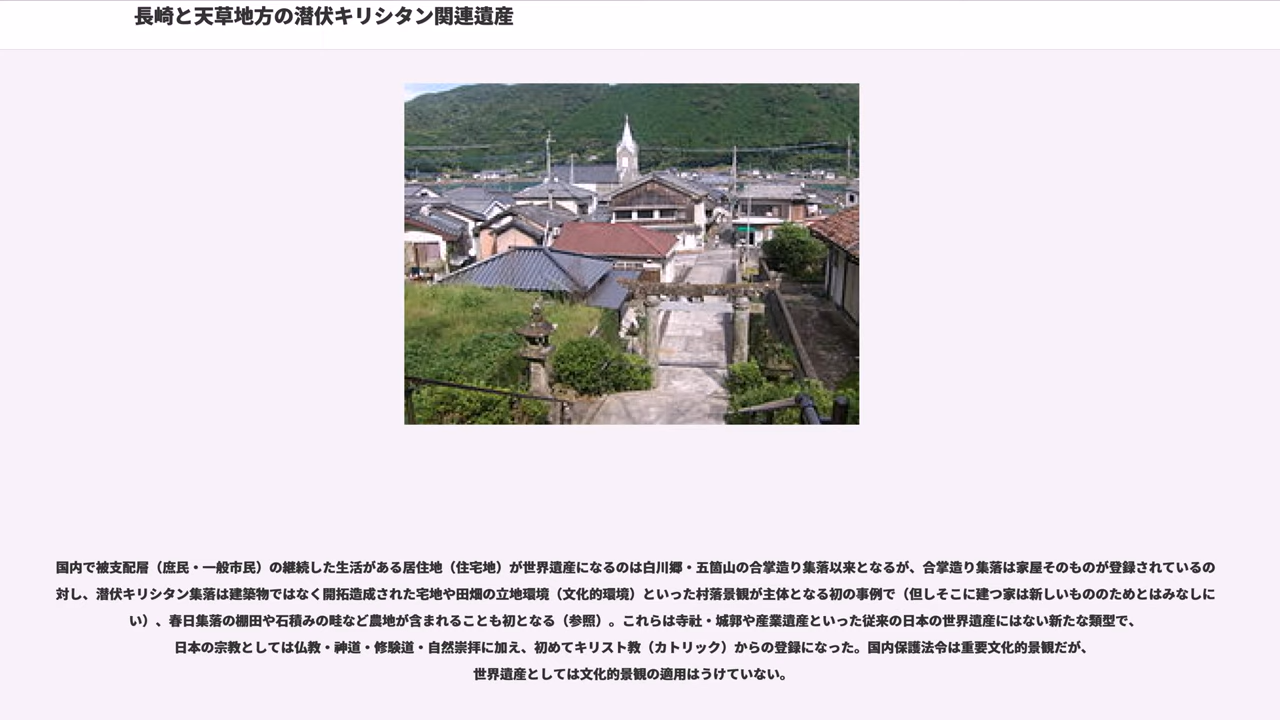 長崎と天草地方の潜伏キリシタン関連遺産
国内で被支配層（庶民・一般市民）の継続した生活がある居住地（住宅地）が世界遺産になるのは白川郷・五箇山の合掌造り集落以来となるが、合掌造り集落は家屋そのものが登録されているの
対し、潜伏キリシタン集落は建築物ではなく開拓造成された宅地や田畑の立地環境（文化的環境）といった村落景観が主体となる初の事例で（但しそこに建つ家は新しいもののためとはみなしに
い）、春日集落の棚田や石積みの畦など農地が含まれることも初となる（参照）。これらは寺社・城郭や産業遺産といった従来の日本の世界遺産にはない新たな類型で、
日本の宗教としては仏教・神道・修験道・自然崇拝に加え、初めてキリスト教（カトリック）からの登録になった。国内保護法令は重要文化的景観だが、
世界遺産としては文化的景観の適用はうけていない。